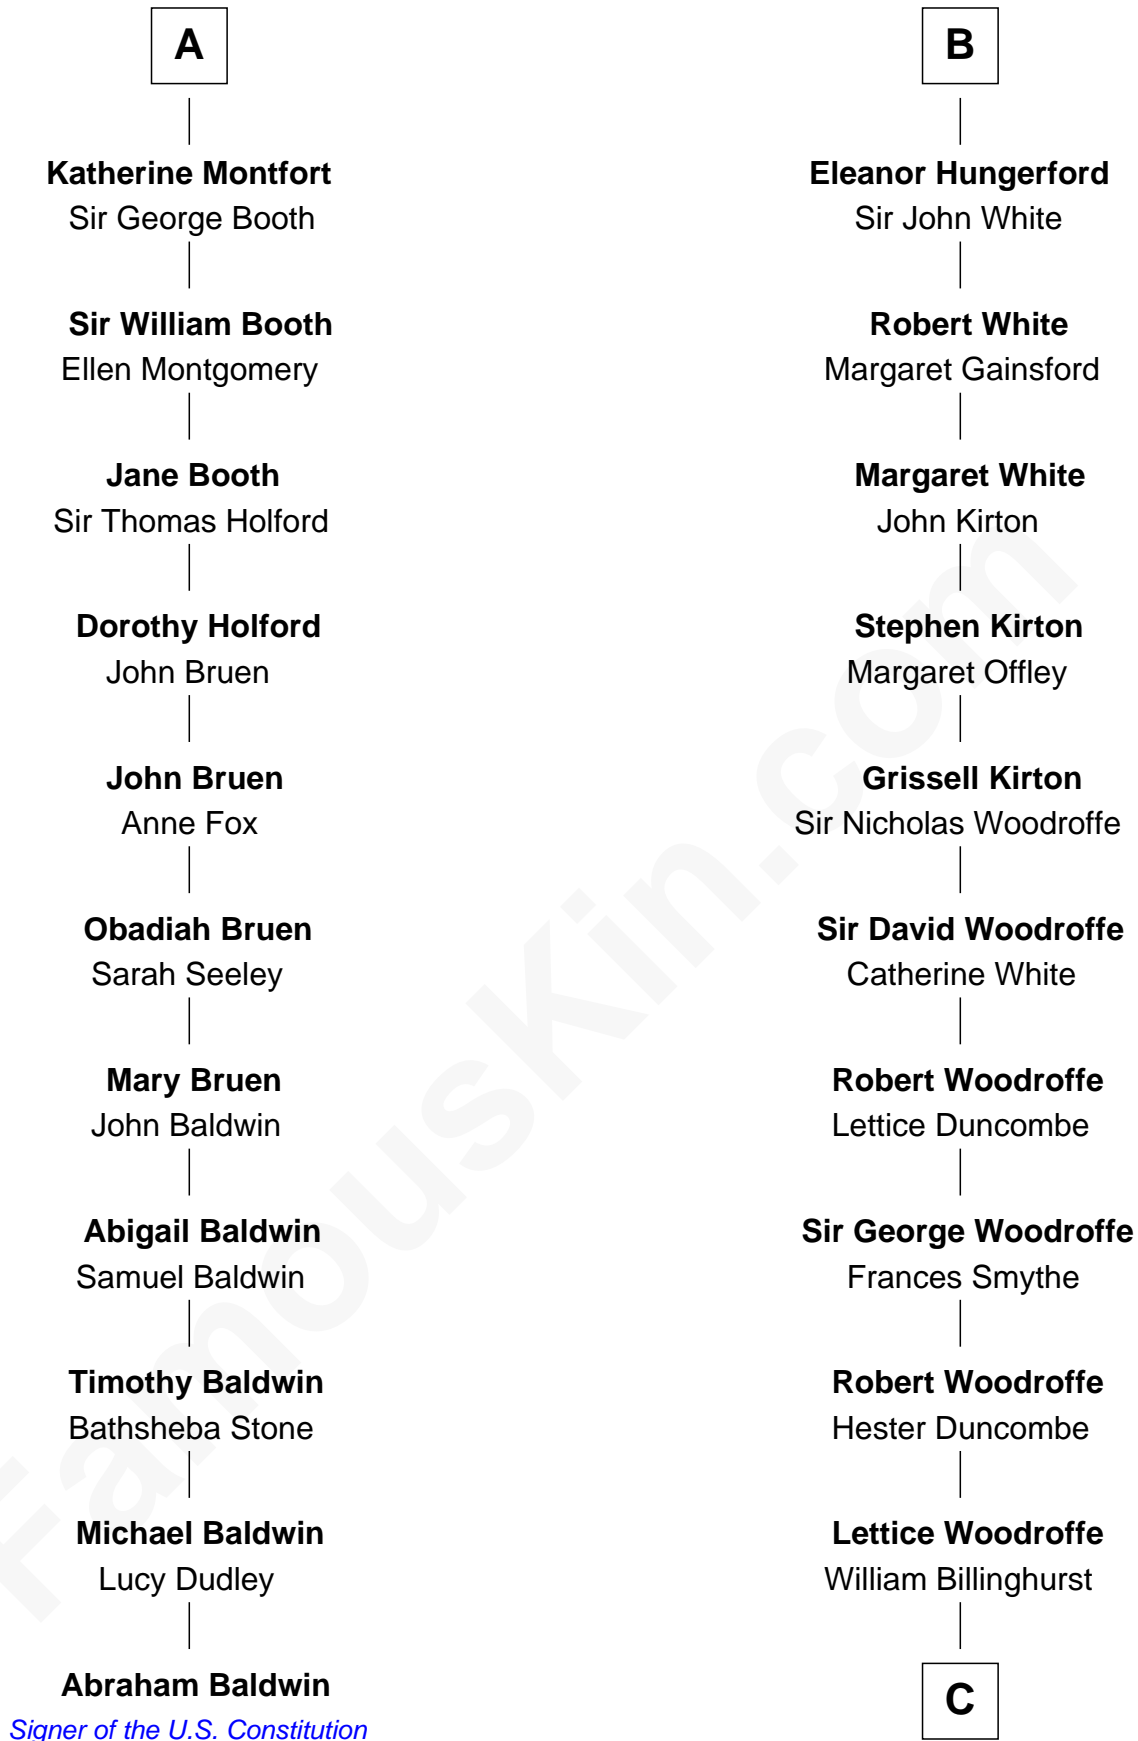 A
Katherine Montfort
Sir George Booth
Sir William Booth
Ellen Montgomery
Jane Booth
Sir Thomas Holford
Dorothy Holford
John Bruen
John Bruen
Anne Fox
Obadiah Bruen
Sarah Seeley
Mary Bruen
John Baldwin
Abigail Baldwin
Samuel Baldwin
Timothy Baldwin
Bathsheba Stone
Michael Baldwin
Lucy Dudley
Abraham Baldwin
Signer of the U.S. Constitution
B
Eleanor Hungerford
Sir John White
Robert White
Margaret Gainsford
Margaret White
John Kirton
Stephen Kirton
Margaret Offley
Grissell Kirton
Sir Nicholas Woodroffe
Sir David Woodroffe
Catherine White
Robert Woodroffe
Lettice Duncombe
Sir George Woodroffe
Frances Smythe
Robert Woodroffe
Hester Duncombe
Lettice Woodroffe
William Billinghurst
C
FamousKin.com